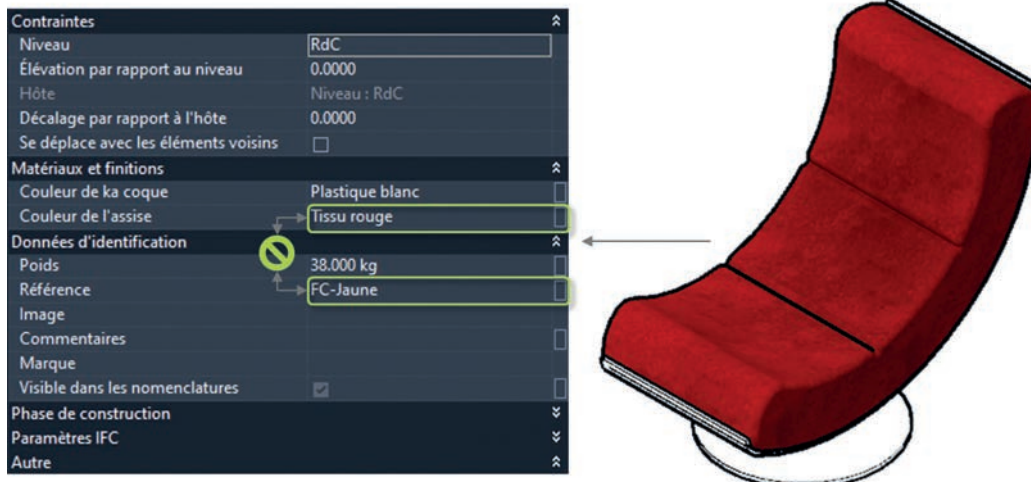 Contraintes
Niveau RdC
Élévation par rapport au niveau 0.0000
Hôte Niveau : RdC
Décalage par rapport à l'hôte 0.0000
Se déplace avec les éléments voisins
Matériaux et finitions
Couleur de ka coque Plastique blanc
Couleur de l'assise Tissu rouge
Données d'identification
Poids 38.000 kg
Référence FC-Jaune
Image
Commentaires
Marque
Visible dans les nomenclatures
Phase de construction
Paramètres IFC
Autre